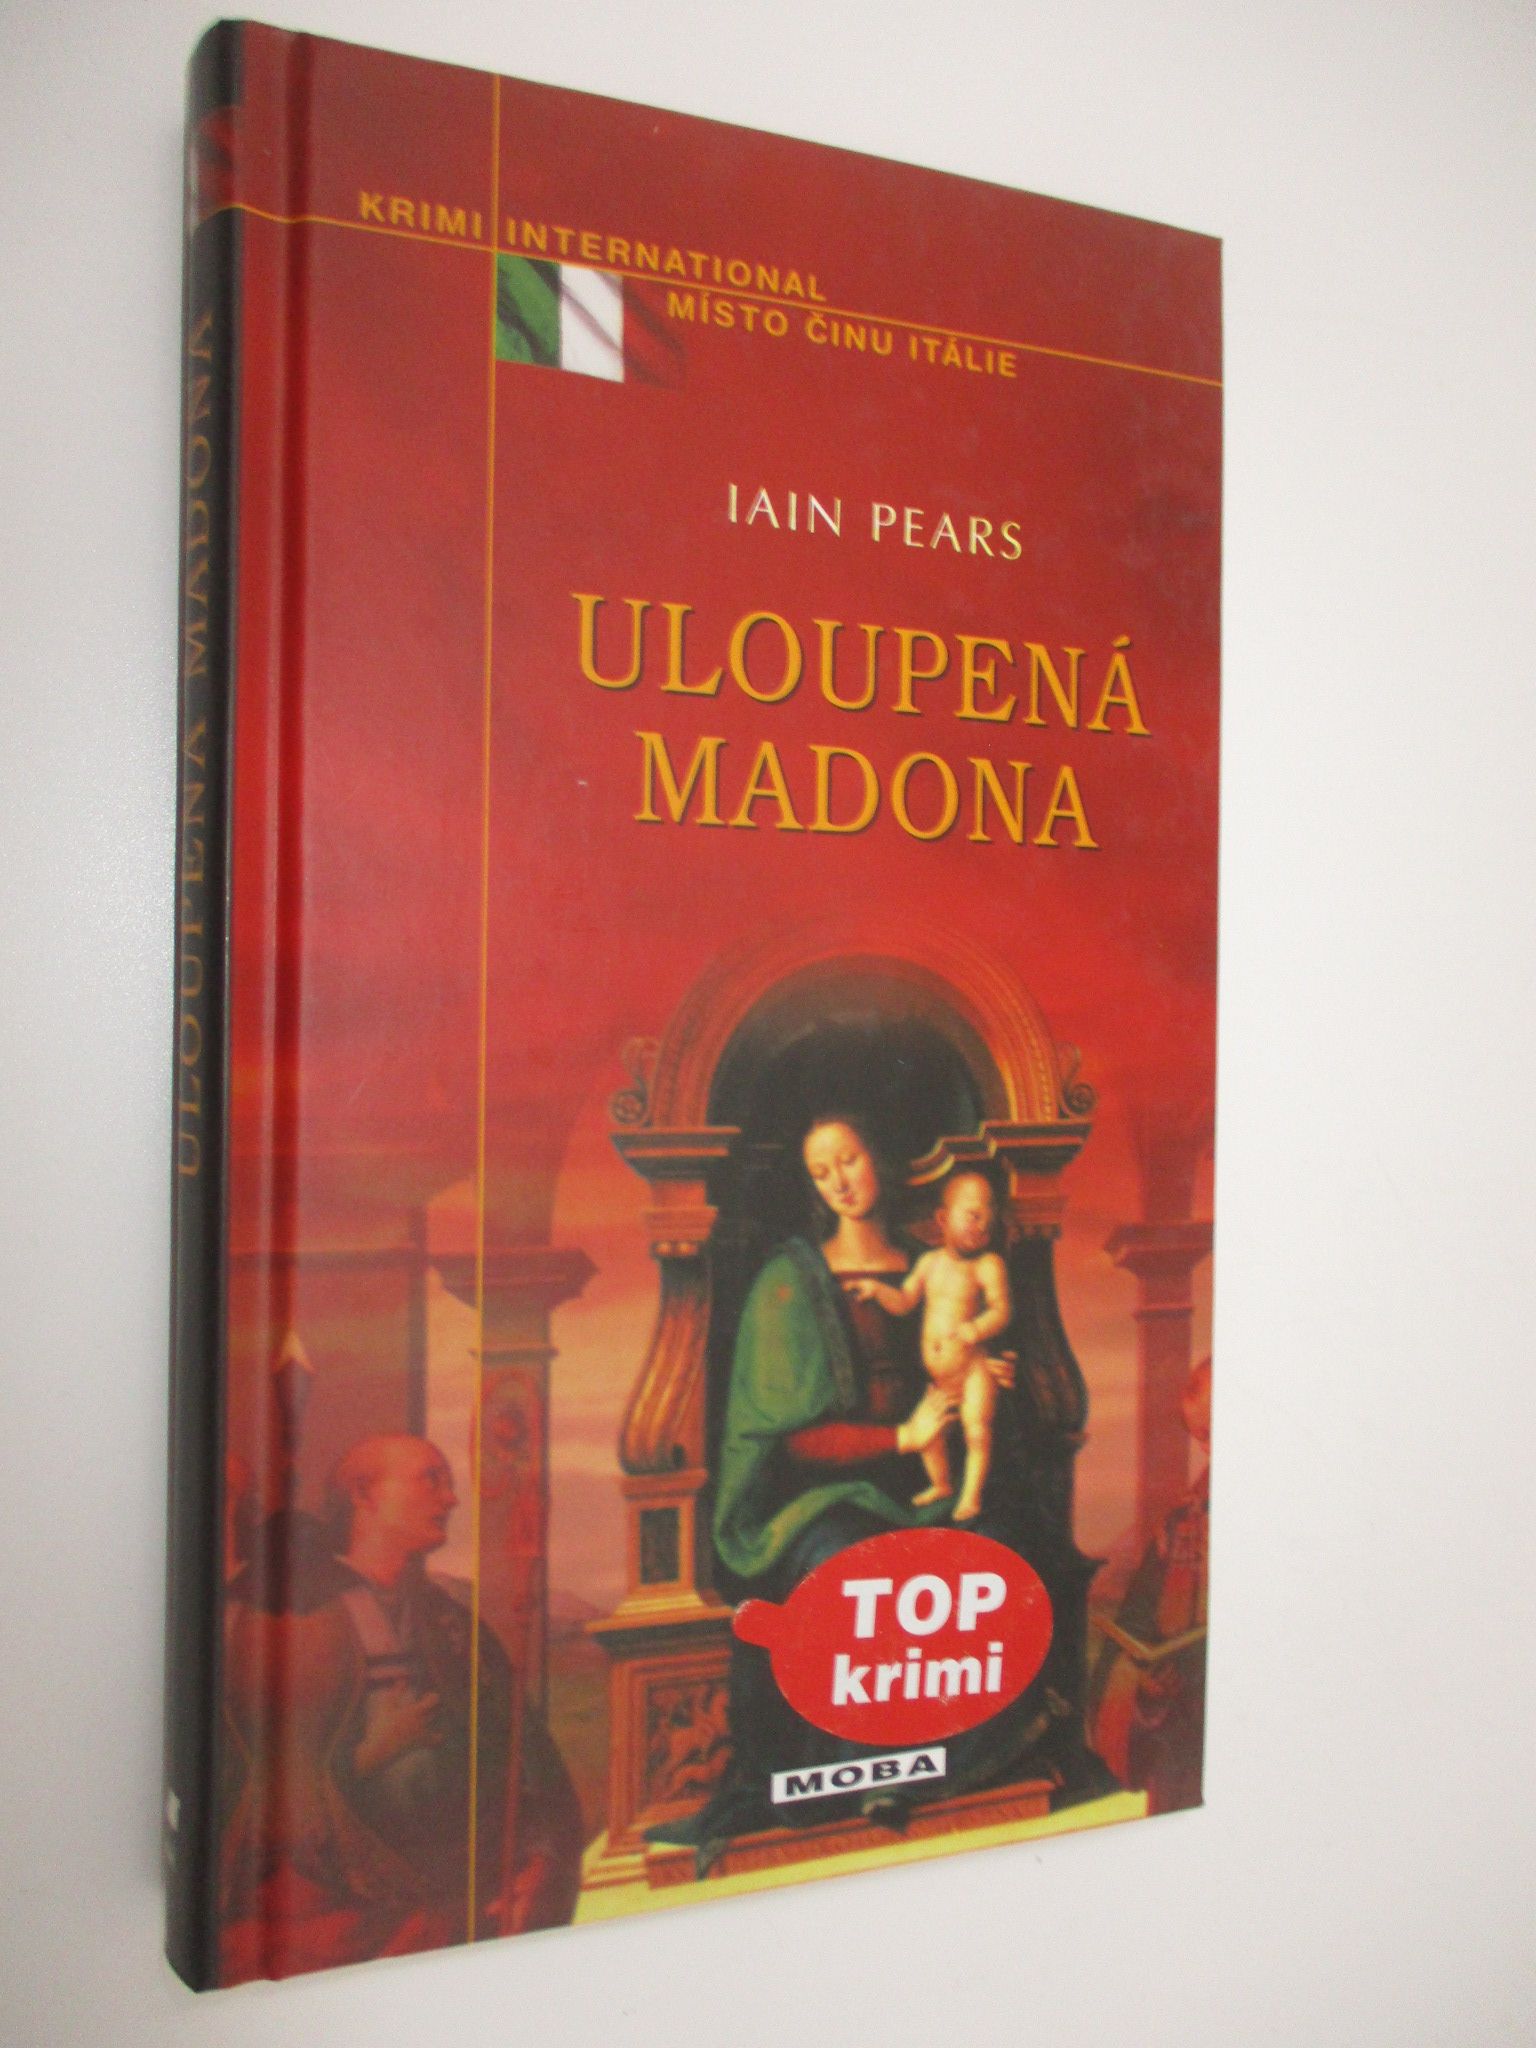 KRIMI INTERNATIONAL
MÍSTO ČINU ITÁLIE
IAIN PEARS
ULOUPENÁ
MADONA
TOP
krimi
MOBA
ULOUPENÁ MADONA